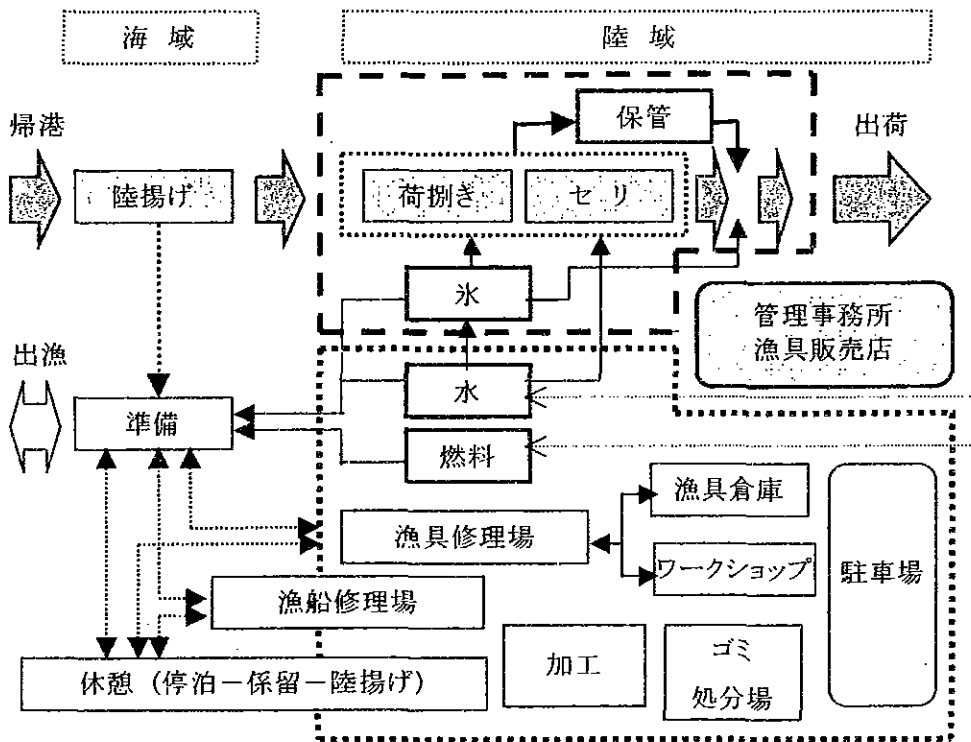 海 域
陸 域
帰港
保管
出荷
陸揚げ
荷捌き
セ リ
氷
管理事務所
漁具販売店
出漁
水
準備
燃料
漁具倉庫
漁具修理場
ワークショップ
駐車場
漁船修理場
加工
ゴミ
処分場
休憩（停泊－係留－陸揚げ）